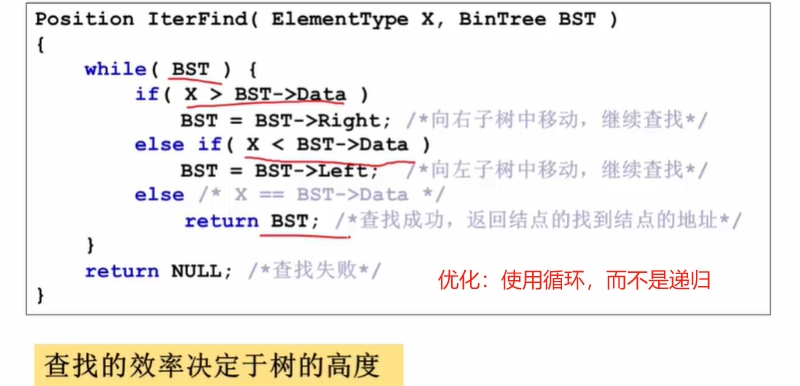 Position IterFind( ElementType X, BinTree BST )
{
while( BST ) {
if( X > BST->Data )
BST = BST->Right; /*向右子树中移动，继续查找*/
else if( X < BST->Data )
BST = BST->Left; /*向左子树中移动，继续查找*/
else /* X == BST->Data */
return BST; /*查找成功，返回结点的找到结点的地址*/
}
return NULL; /*查找失败*/
优化：使用循环，而不是递归
}
查找的效率决定于树的高度